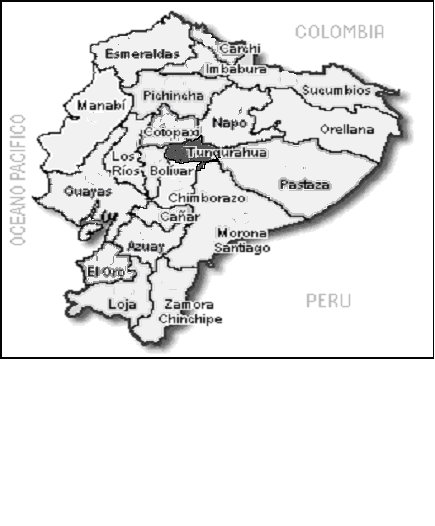 COLOMBIA
Carchi
Esmeraldas
Imbabura
Sucumbios
Pichincha
Manabí
Napo
Orellana
Cotopaxi
OCEANO PACIFICO
Tungurahua
Los
Ríos
Bolivar
Pastaza
Guayas
Chimborazo
Cañar
Morona
Santiago
Azuay
El Oro
PERU
Loja
Zamora
Chinchipe